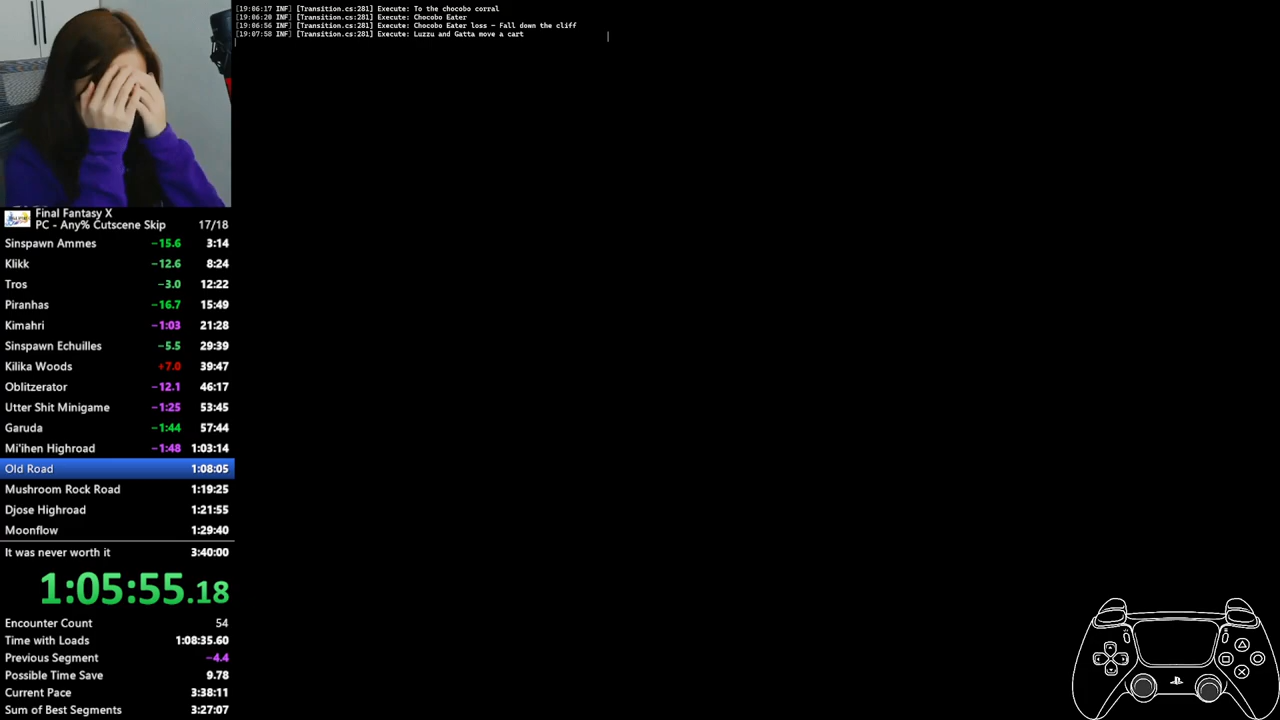 [19:06:17 INF] [Transition.cs:281] Execute: To the chocobo corral
[19:06:20 INF] [Transition.cs:281] Execute: Chocobo Eater
[19:06:56 INF] [Transition.cs:281] Execute: Chocobo Eater loss - Fall down the cliff
[19:07:58 INF] [Transition.cs:281] Execute: Luzzu and Gatta move a cart
Final Fantasy X
PC - Any% Cutscene Skip 17/18
Sinspawn Ammes -15.6 3:14
Klikk -12.6 8:24
Tros -3.0 12:22
Piranhas -16.7 15:49
Kimahri -1:03 21:28
Sinspawn Echuilles -5.5 29:39
Kilika Woods +7.0 39:47
Oblitzerator -12.1 46:17
Utter Shit Minigame -1:25 53:45
Garuda -1:44 57:44
Mi'ihen Highroad -1:48 1:03:14
Old Road 1:08:05
Mushroom Rock Road 1:19:25
Djose Highroad 1:21:55
Moonflow 1:29:40
It was never worth it 3:40:00
1:05:55.18
Encounter Count 54
Time with Loads 1:08:35.60
Previous Segment -4.4
Possible Time Save 9.78
Current Pace 3:38:11
Sum of Best Segments 3:27:07